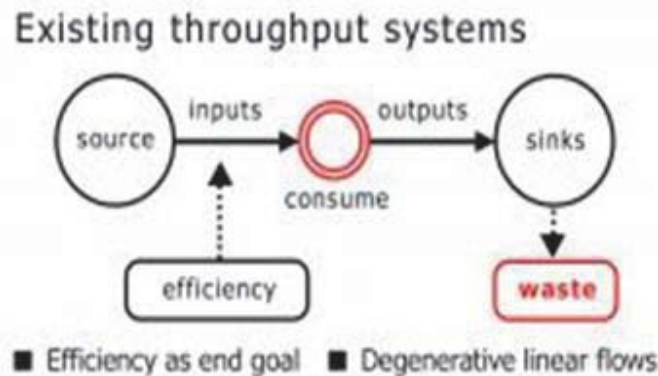 Existing throughput systems
inputs
outputs
source
sinks
consume
efficiency
waste
■ Efficiency as end goal ■ Degenerative linear flows